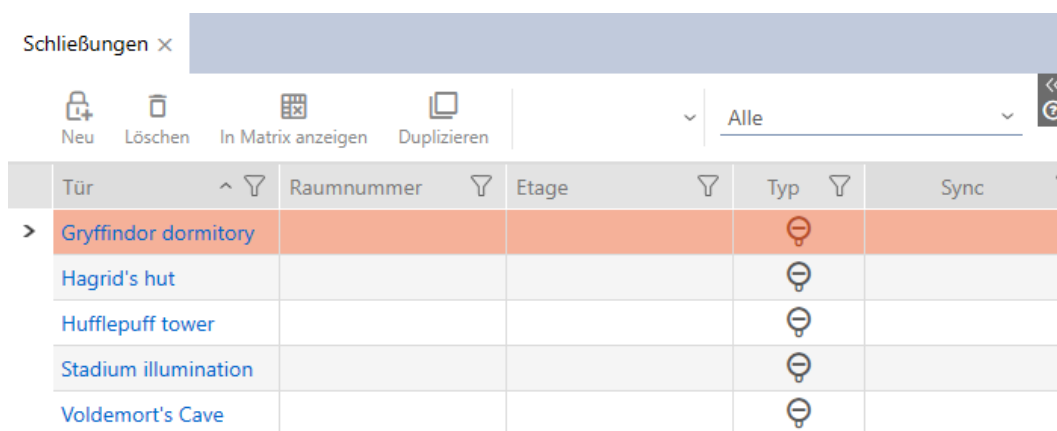 Schließungen
Neu Löschen In Matrix anzeigen Duplizieren Alle
Tür Raumnummer Etage Typ Sync
Gryffindor dormitory
Hagrid's hut
Hufflepuff tower
Stadium illumination
Voldemort's Cave